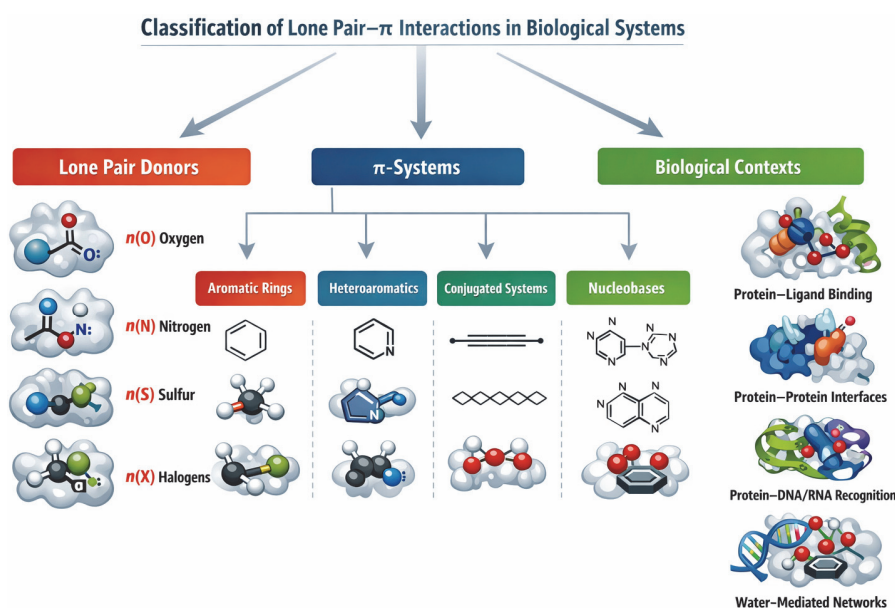 Classification of Lone Pair–π Interactions in Biological Systems
Lone Pair Donors
π-Systems
Biological Contexts
O:
n(O) Oxygen
N:
n(N) Nitrogen
n(S) Sulfur
n(X) Halogens
Aromatic Rings
Heteroaromatics
Conjugated Systems
Nucleobases
N
N
N
N
N
N
N
N
N
N
N
N
N
Protein–Ligand Binding
Protein–Protein Interfaces
Protein–DNA/RNA Recognition
Water-Mediated Networks